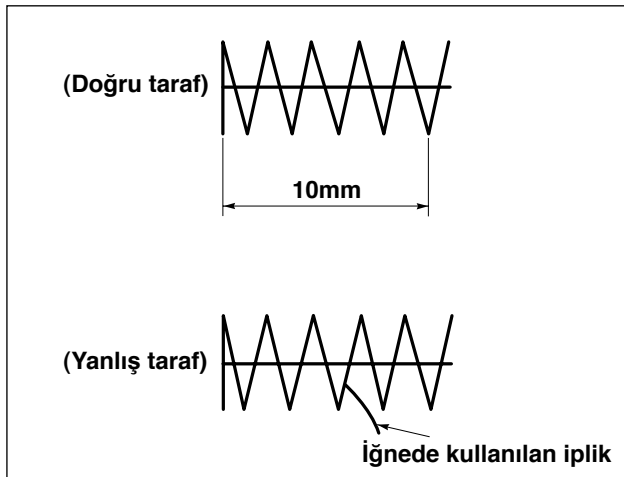 (Doğru taraf)
10mm
(Yanlış taraf)
İğnede kullanılan iplik